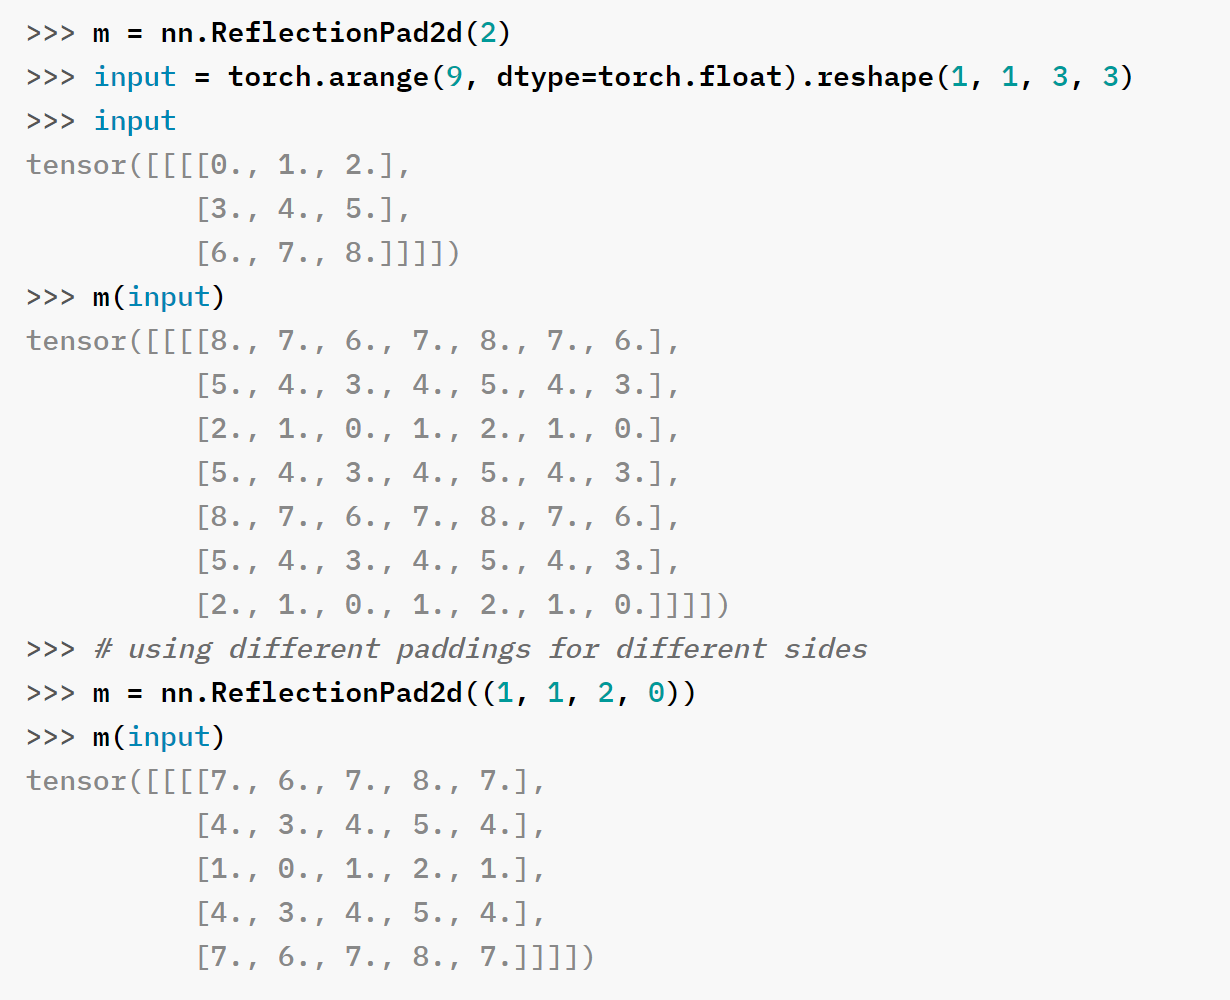 >>> m = nn.ReflectionPad2d(2)
>>> input = torch.arange(9, dtype=torch.float).reshape(1, 1, 3, 3)
>>> input
tensor([[[[0., 1., 2.],
          [3., 4., 5.],
          [6., 7., 8.]]]])
>>> m(input)
tensor([[[[8., 7., 6., 7., 8., 7., 6.],
          [5., 4., 3., 4., 5., 4., 3.],
          [2., 1., 0., 1., 2., 1., 0.],
          [5., 4., 3., 4., 5., 4., 3.],
          [8., 7., 6., 7., 8., 7., 6.],
          [5., 4., 3., 4., 5., 4., 3.],
          [2., 1., 0., 1., 2., 1., 0.]]]])
>>> # using different paddings for different sides
>>> m = nn.ReflectionPad2d((1, 1, 2, 0))
>>> m(input)
tensor([[[[7., 6., 7., 8., 7.],
          [4., 3., 4., 5., 4.],
          [1., 0., 1., 2., 1.],
          [4., 3., 4., 5., 4.],
          [7., 6., 7., 8., 7.]]]])